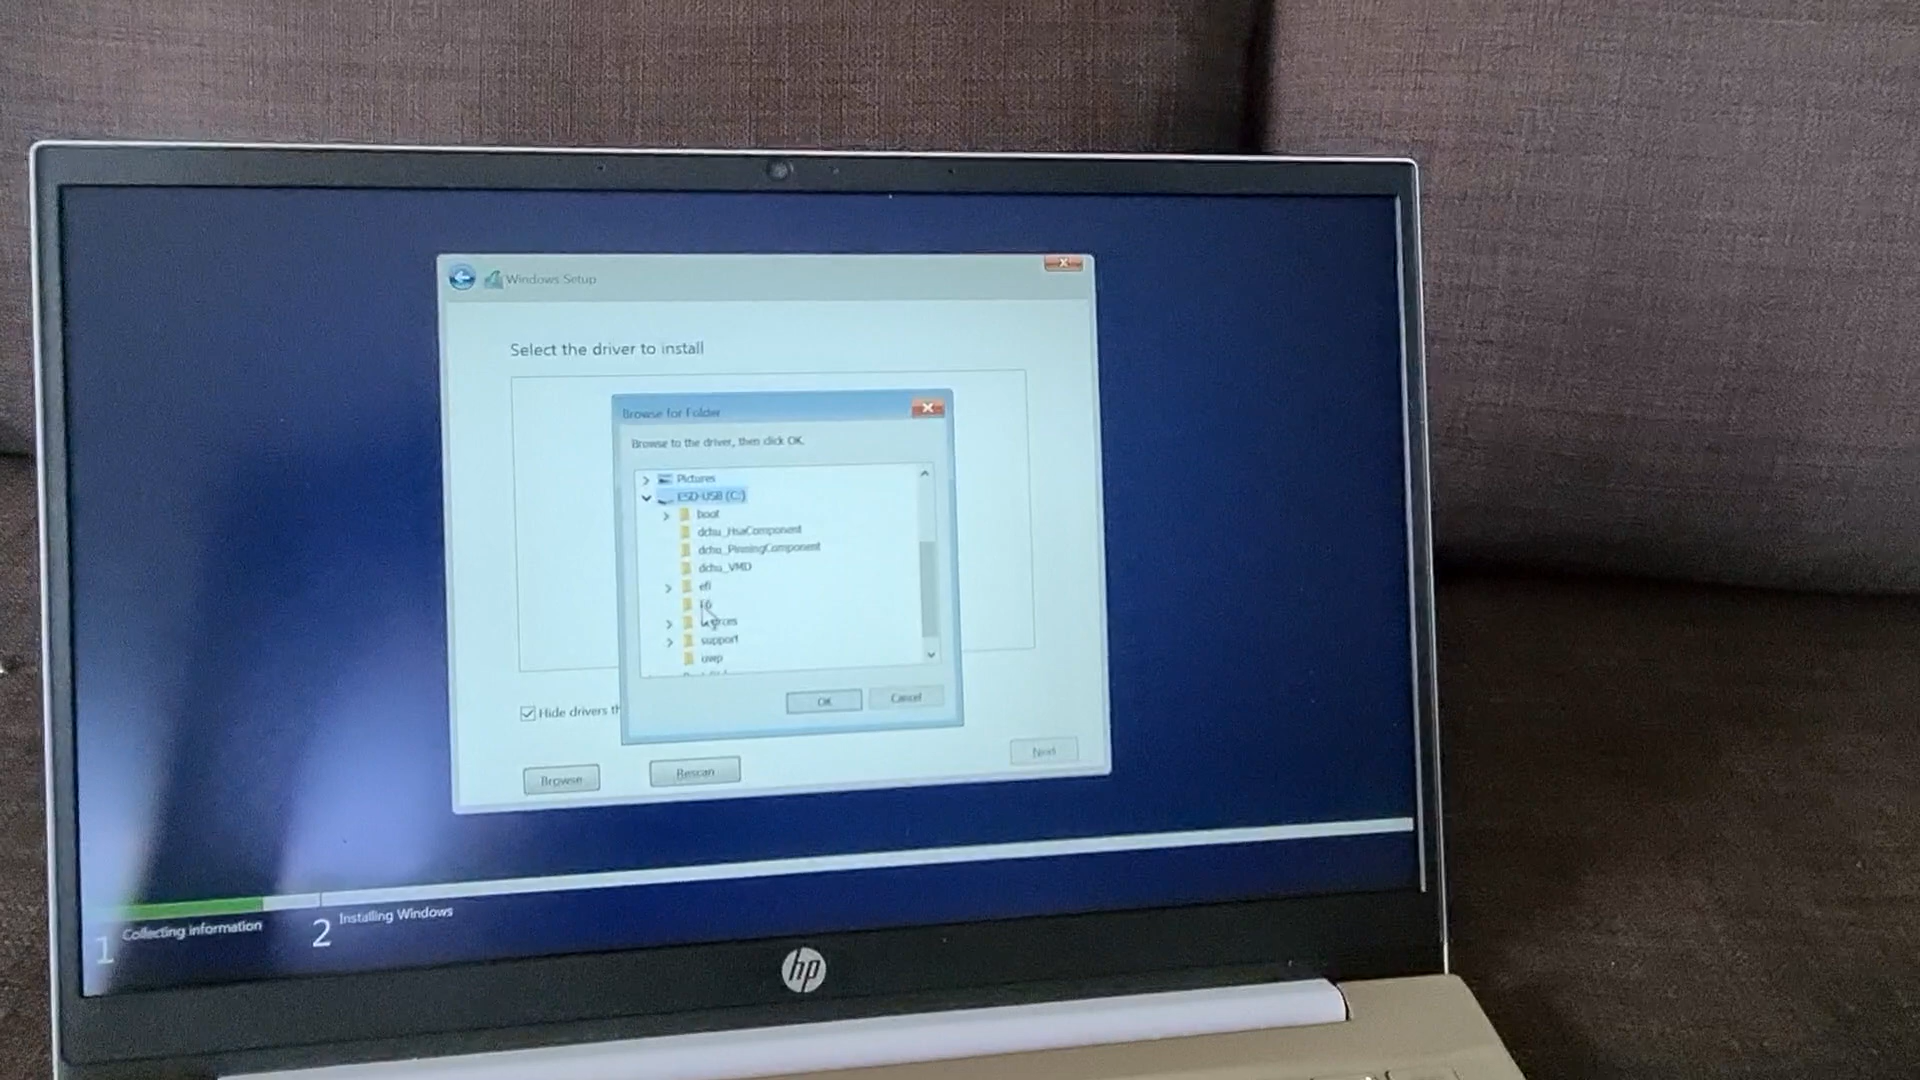 Windows Setup
Select the driver to install
Browse for Folder
Browse to the driver, then click OK.
Pictures
ESD-USB (C:)
boot
dchu_HsaComponent
dchu_PinningComponent
dchu_VMD
efi
F6
support
uwp
OK
Cancel
Hide drivers th
Browse
Rescan
Next
1 Collecting information
2 Installing Windows
hp